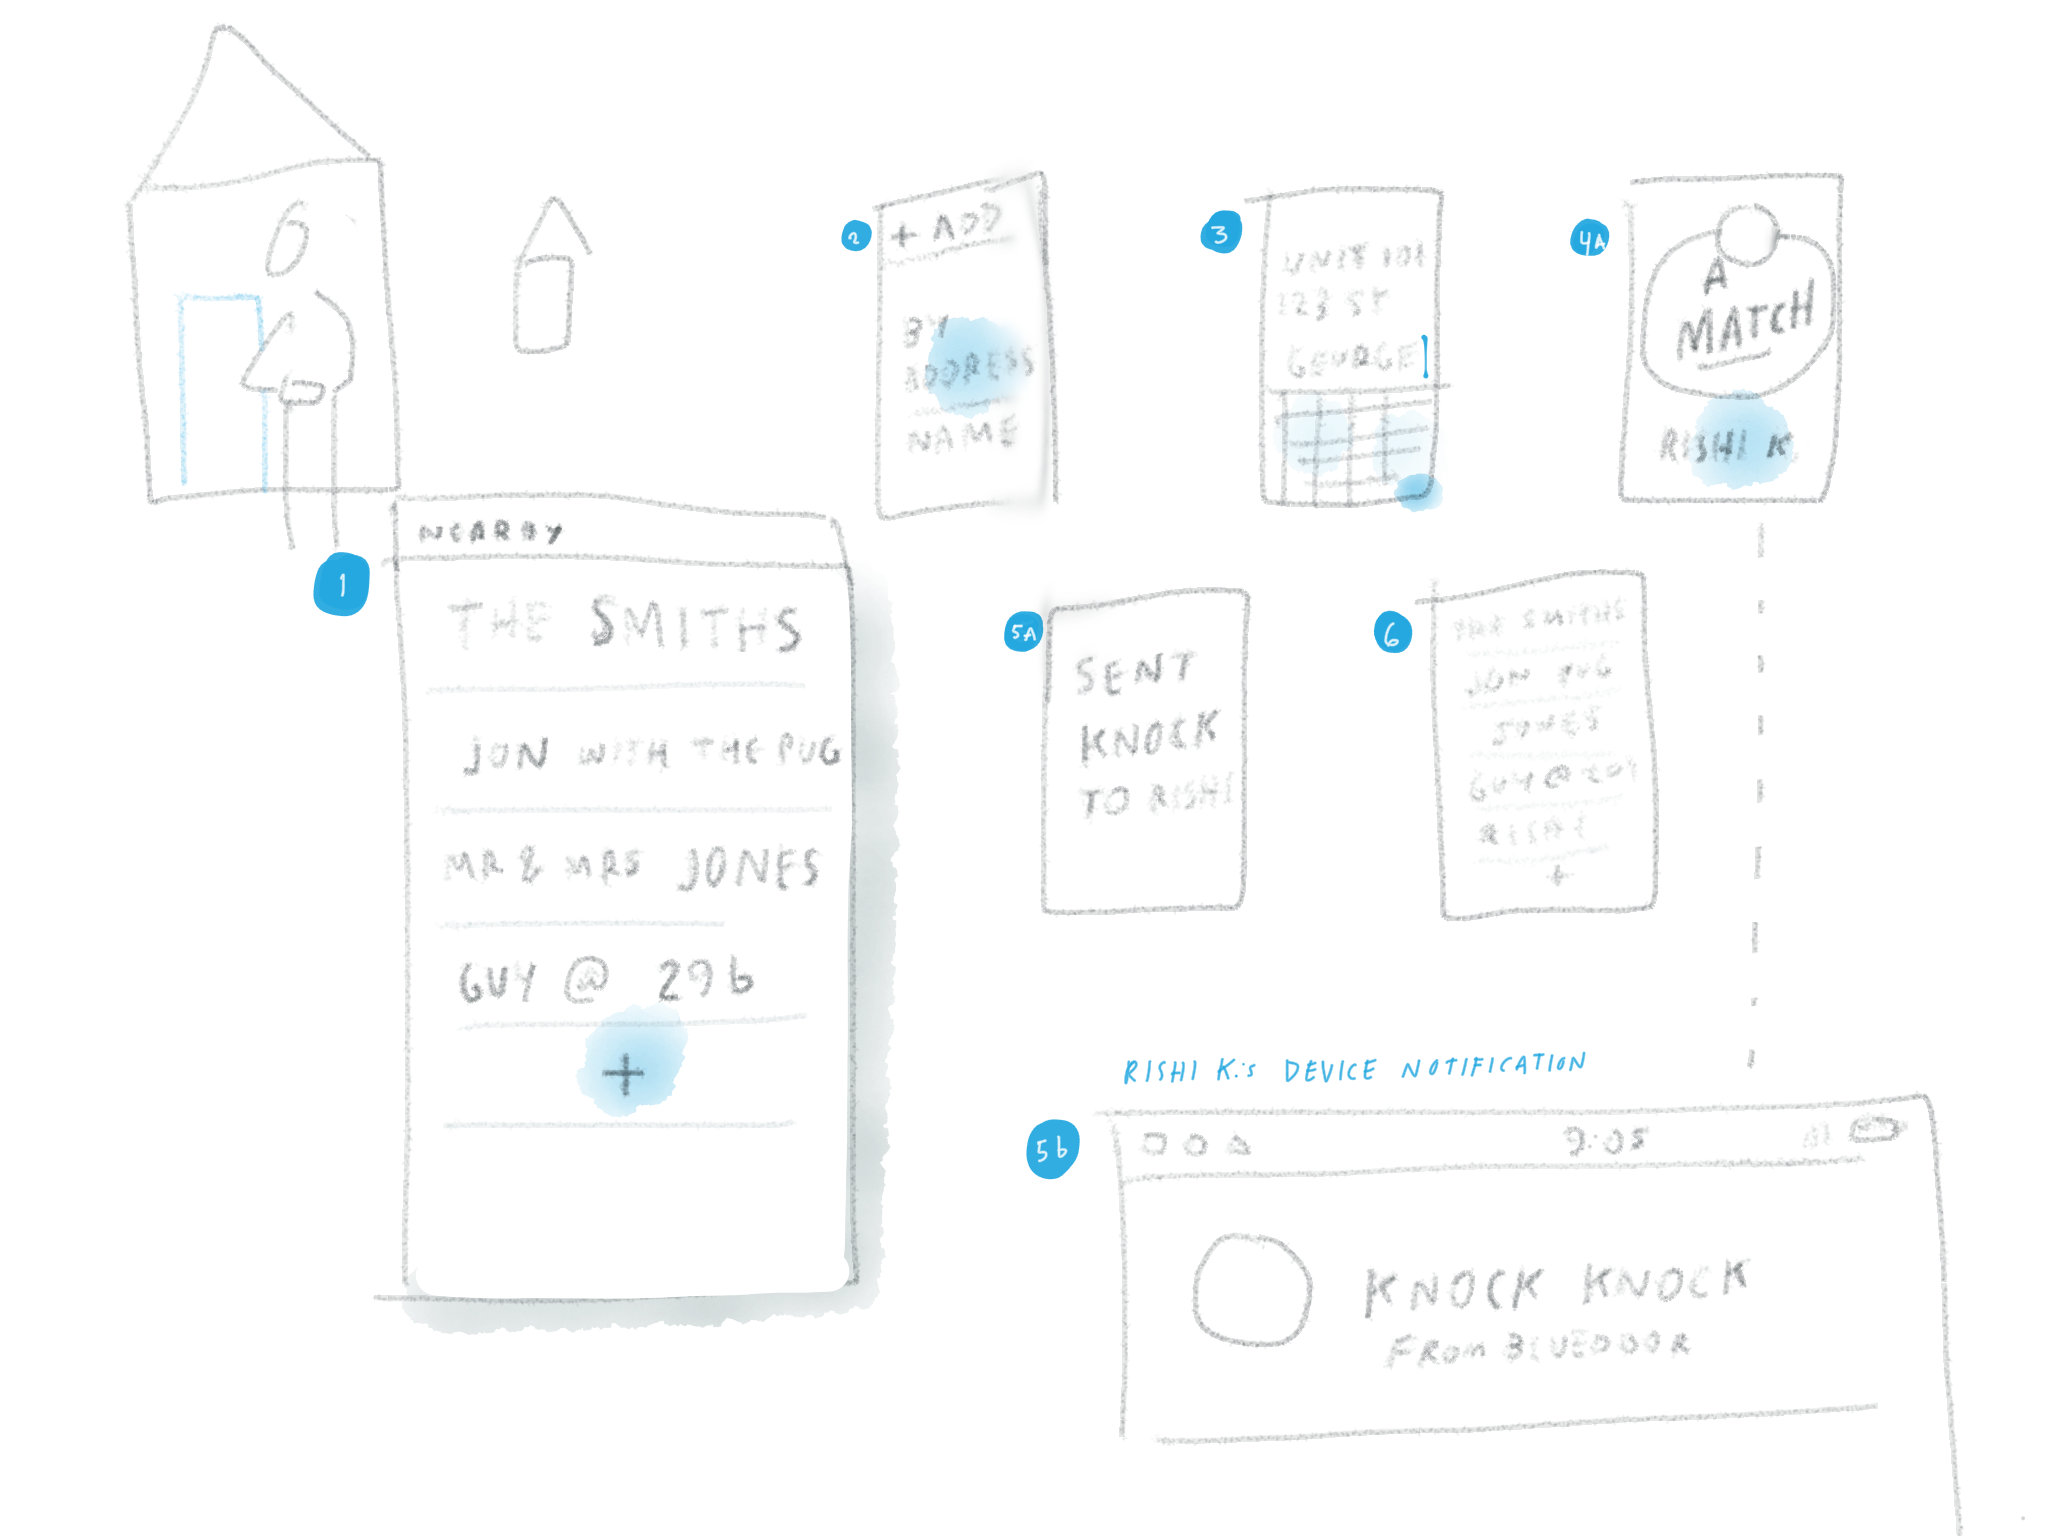 1
NEARBY
THE SMITHS
JON WITH THE PUG
MR & MRS JONES
GUY @ 29b
+
2
+ ADD
BY
ADDRESS
NAME
3
UNIT 101
123 ST
GEORGE
4A
A
MATCH
RISHI K
5A
SENT
KNOCK
TO RISHI
6
THE SMITHS
JON PUG
JONES
GUY @ 29
RISHI
+
RISHI K.'s DEVICE NOTIFICATION
5b
9:05
KNOCK KNOCK
FROM BLUEDOOR